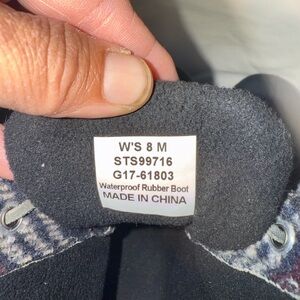 W'S 8 M
STS99716
G17-61803
Waterproof Rubber Boot
MADE IN CHINA